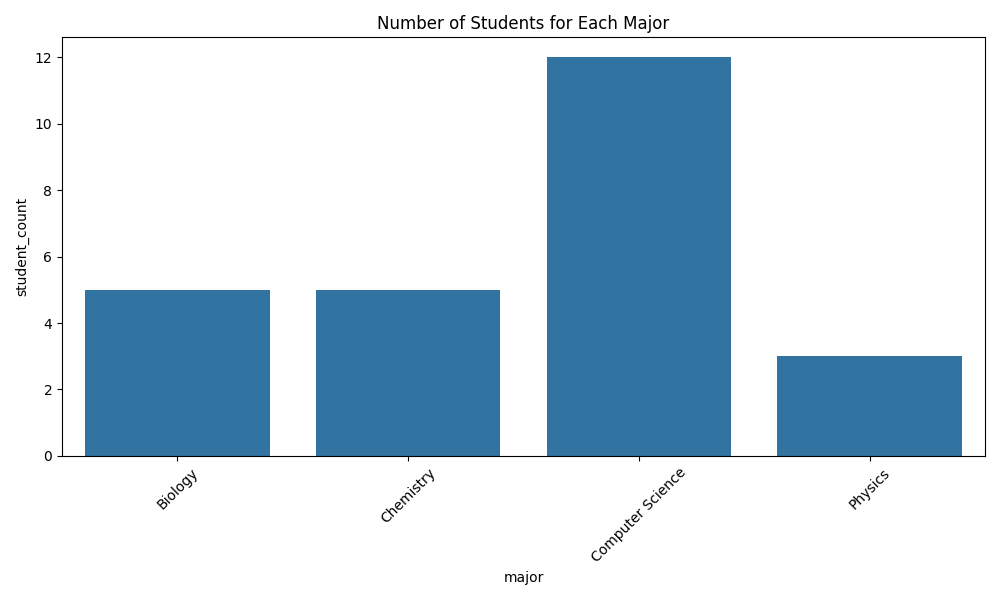 Number of Students for Each Major
12
10
8
6
4
2
0
student_count
Biology
Chemistry
Computer Science
Physics
major